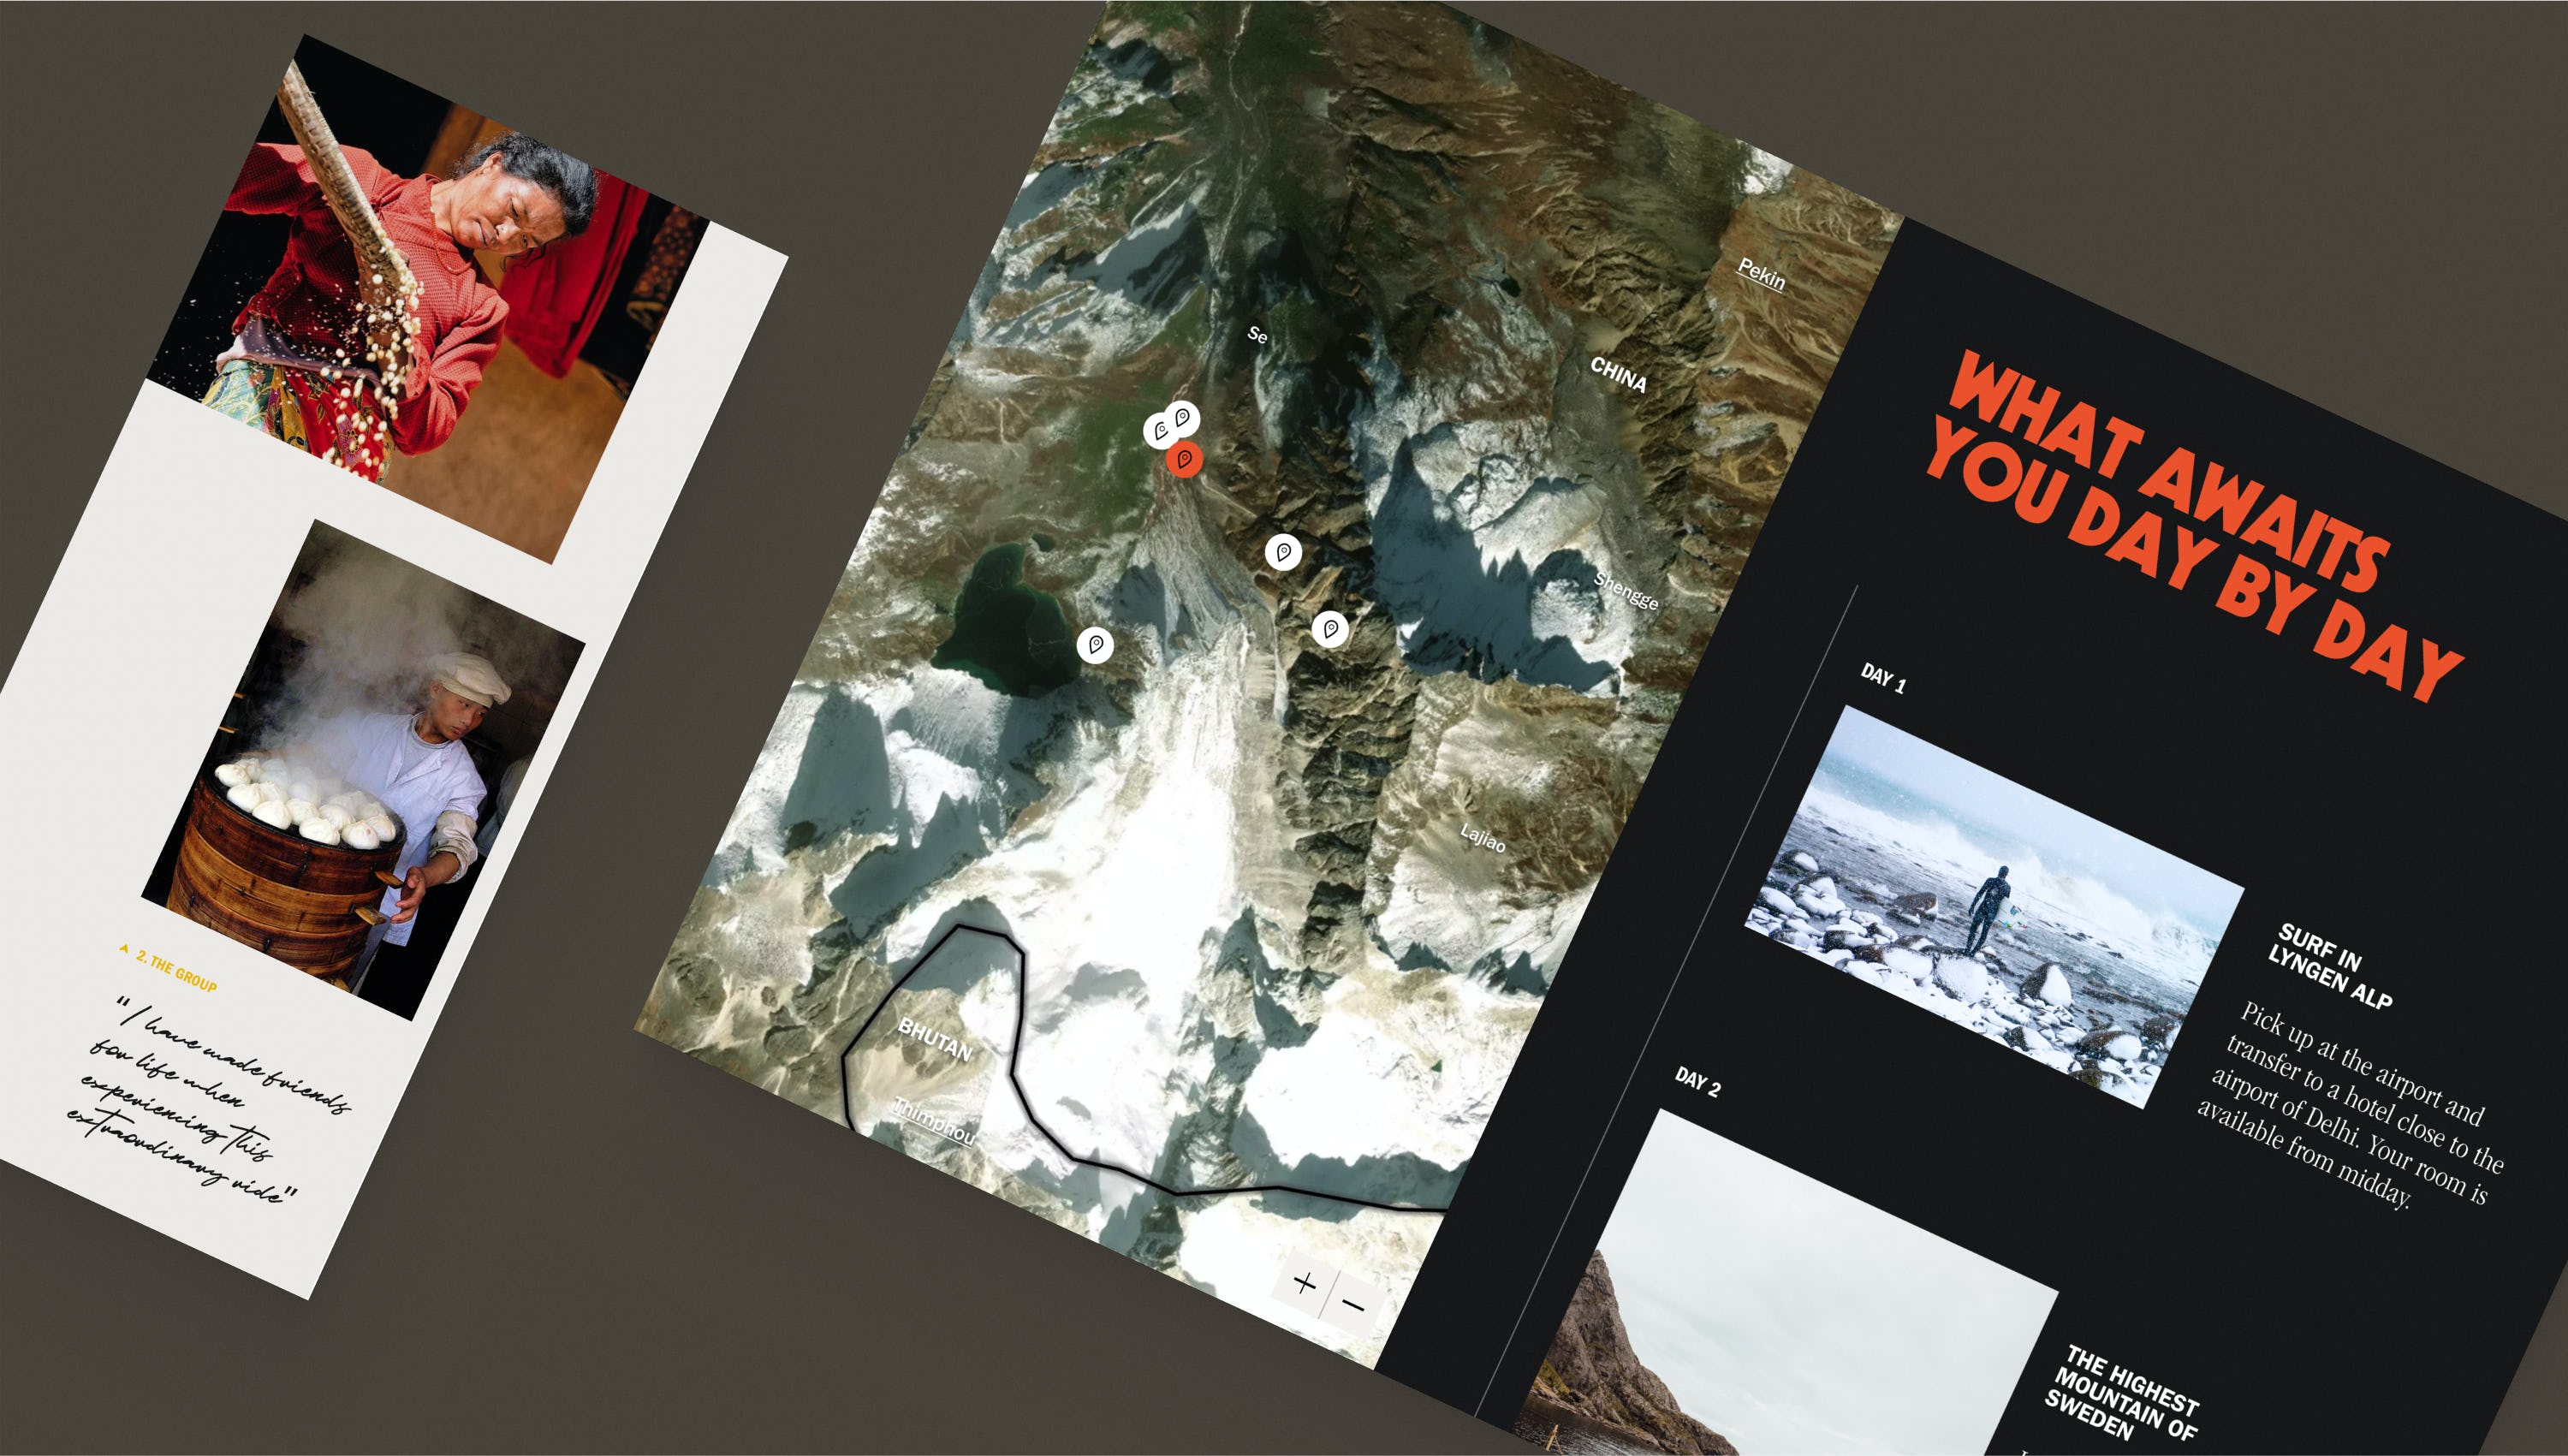 2. THE GROUP
"I have made friends
for life when
experiencing this
extraordinary ride"
Pekin
Se
CHINA
Shengge
Lajiao
BHUTAN
Thimphou
+ −
WHAT AWAITS
YOU DAY BY DAY
DAY 1
SURF IN
LYNGEN ALP
Pick up at the airport and
transfer to a hotel close to the
airport of Delhi. Your room is
available from midday.
DAY 2
THE HIGHEST
MOUNTAIN OF
SWEDEN